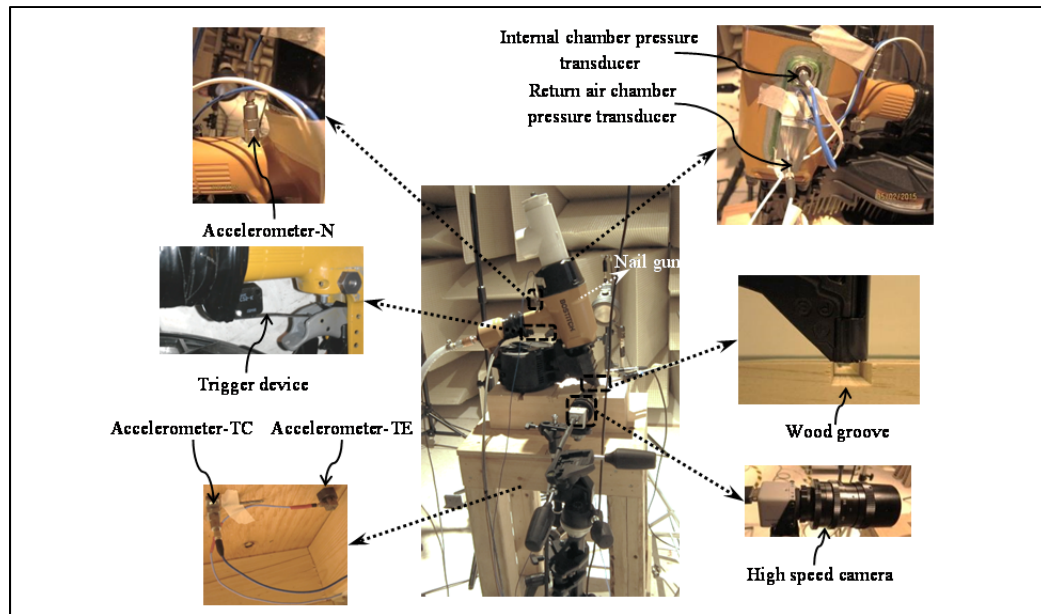 Internal chamber pressure
transducer
Return air chamber
pressure transducer
Accelerometer-N
Nail gun
BOSTITCH
Trigger device
Accelerometer-TC
Accelerometer-TE
Wood groove
High speed camera